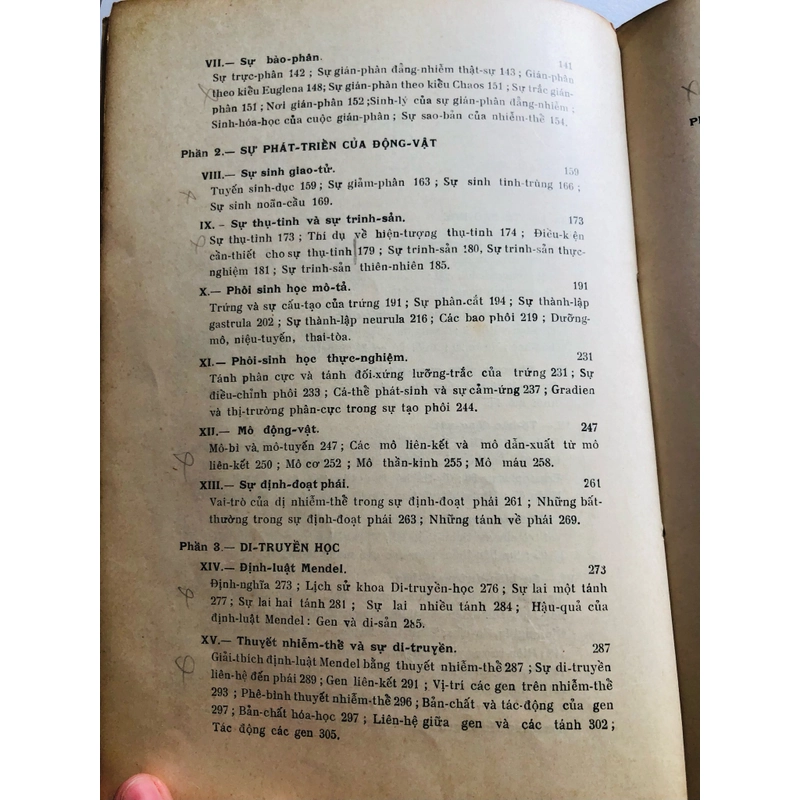 VII.— Sự bào-phân. 141
Sự trực-phân 142 ; Sự gián-phân đẳng-nhiễm thật-sự 143 ; Gián-phân
theo kiểu Euglena 148; Sự gián-phân theo kiểu Chaos 151 ; Sự trắc gián-
phân 151 ; Nơi gián-phân 152 ;Sinh-lý của sự gián-phân đẳng-nhiễm ;
Sinh-hóa-học của cuộc gián-phân ; Sự sao-bản của nhiễm-thể 154.
Phần 2.— SỰ PHÁT-TRIỂN CỦA ĐỘNG-VẬT
VIII.— Sự sinh giao-tử. 159
Tuyến sinh-dục 159 ; Sự giảm-phân 163 ; Sự sinh tinh-trùng 166 ;
Sự sinh noãn-cầu 169.
IX. - Sự thụ-tinh và sự trinh-sản. 173
Sự thụ-tinh 173 ; Thí dụ về hiện-tượng thụ-tinh 174 ; Điều-kện
cần-thiết cho sự thụ-tinh 179 ; Sự trinh-sản 180, Sự trinh-sản thực-
nghiệm 181 ; Sự trinh-sản thiên-nhiên 185.
X.— Phôi sinh học mô-tả. 191
Trứng và sự cấu-tạo của trứng 191 ; Sự phân-cắt 194 ; Sự thành-lập
gastrula 202 ; Sự thành-lập neurula 216 ; Các bao phôi 219 ; Dưỡng-
mô, niệu-tuyến, thai-tòa.
XI.— Phôi-sinh học thực-nghiệm. 231
Tánh phân cực và tánh đối-xứng lưỡng-trắc của trứng 231 ; Sự
điều-chỉnh phôi 233 ; Cá-thể phát-sinh và sự cảm-ứng 237 ; Gradien
và thị-trường phân-cực trong sự tạo phôi 244.
XII.— Mô động-vật. 247
Mô-bì và mô-tuyến 247 ; Các mô liên-kết và mô dẫn-xuất từ mô
liên-kết 250 ; Mô cơ 252 ; Mô thần-kinh 255 ; Mô máu 258.
XIII.— Sự định-đoạt phái. 261
Vai-trò của dị nhiễm-thể trong sự định-đoạt phái 261 ; Những bất-
thường trong sự định-đoạt phái 263 ; Những tánh về phái 269.
Phần 3.— DI-TRUYỀN HỌC
XIV.— Định-luật Mendel. 273
Định-nghĩa 273 ; Lịch sử khoa Di-truyền-học 276 ; Sự lai một tánh
277 ; Sự lai hai tánh 281 ; Sự lai nhiều tánh 284 ; Hậu-quả của
định-luật Mendel : Gen và di-sản 285.
XV.— Thuyết nhiễm-thể và sự di-truyền. 287
Giải-thích định-luật Mendel bằng thuyết nhiễm-thể 287 ; Sự di-truyền
liên-hệ đến phái 289 ; Gen liên-kết 291 ; Vị-trí các gen trên nhiễm-thể
293 ; Phê-bình thuyết nhiễm-thể 296 ; Bản-chất và tác-động của gen
297 ; Bản-chất hóa-học 297 ; Liên-hệ giữa gen và các tánh 302 ;
Tác động các gen 305.